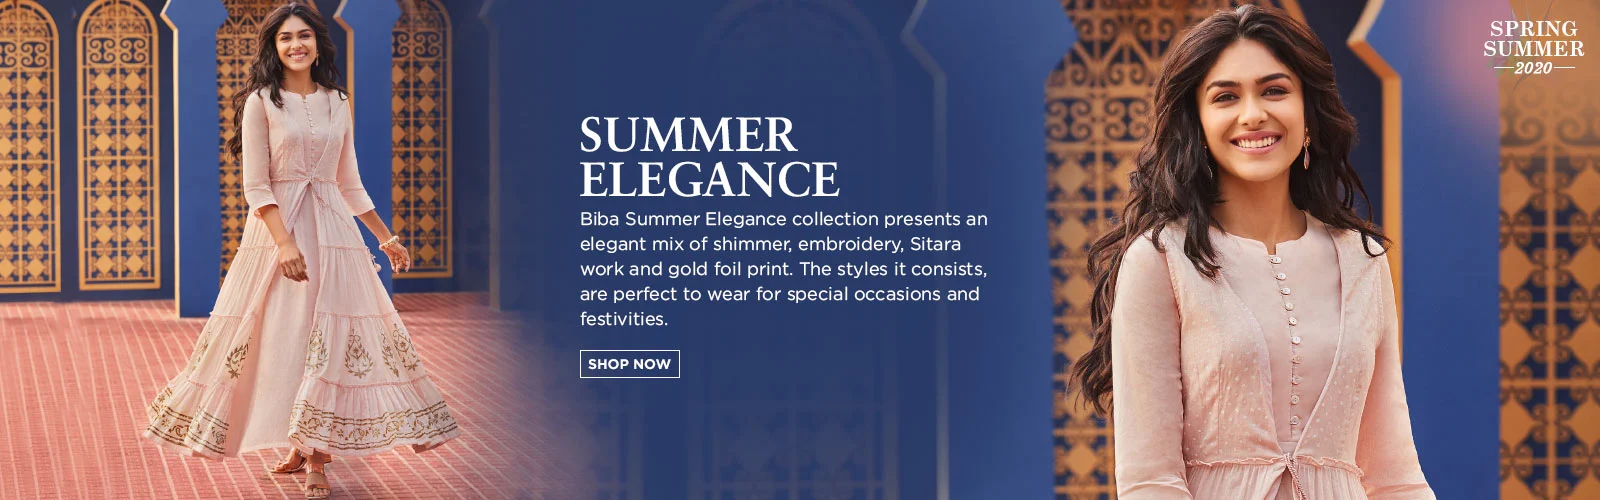 SUMMER
ELEGANCE
Biba Summer Elegance collection presents an
elegant mix of shimmer, embroidery, Sitara
work and gold foil print. The styles it consists,
are perfect to wear for special occasions and
festivities.
SHOP NOW
SPRING
SUMMER
2020